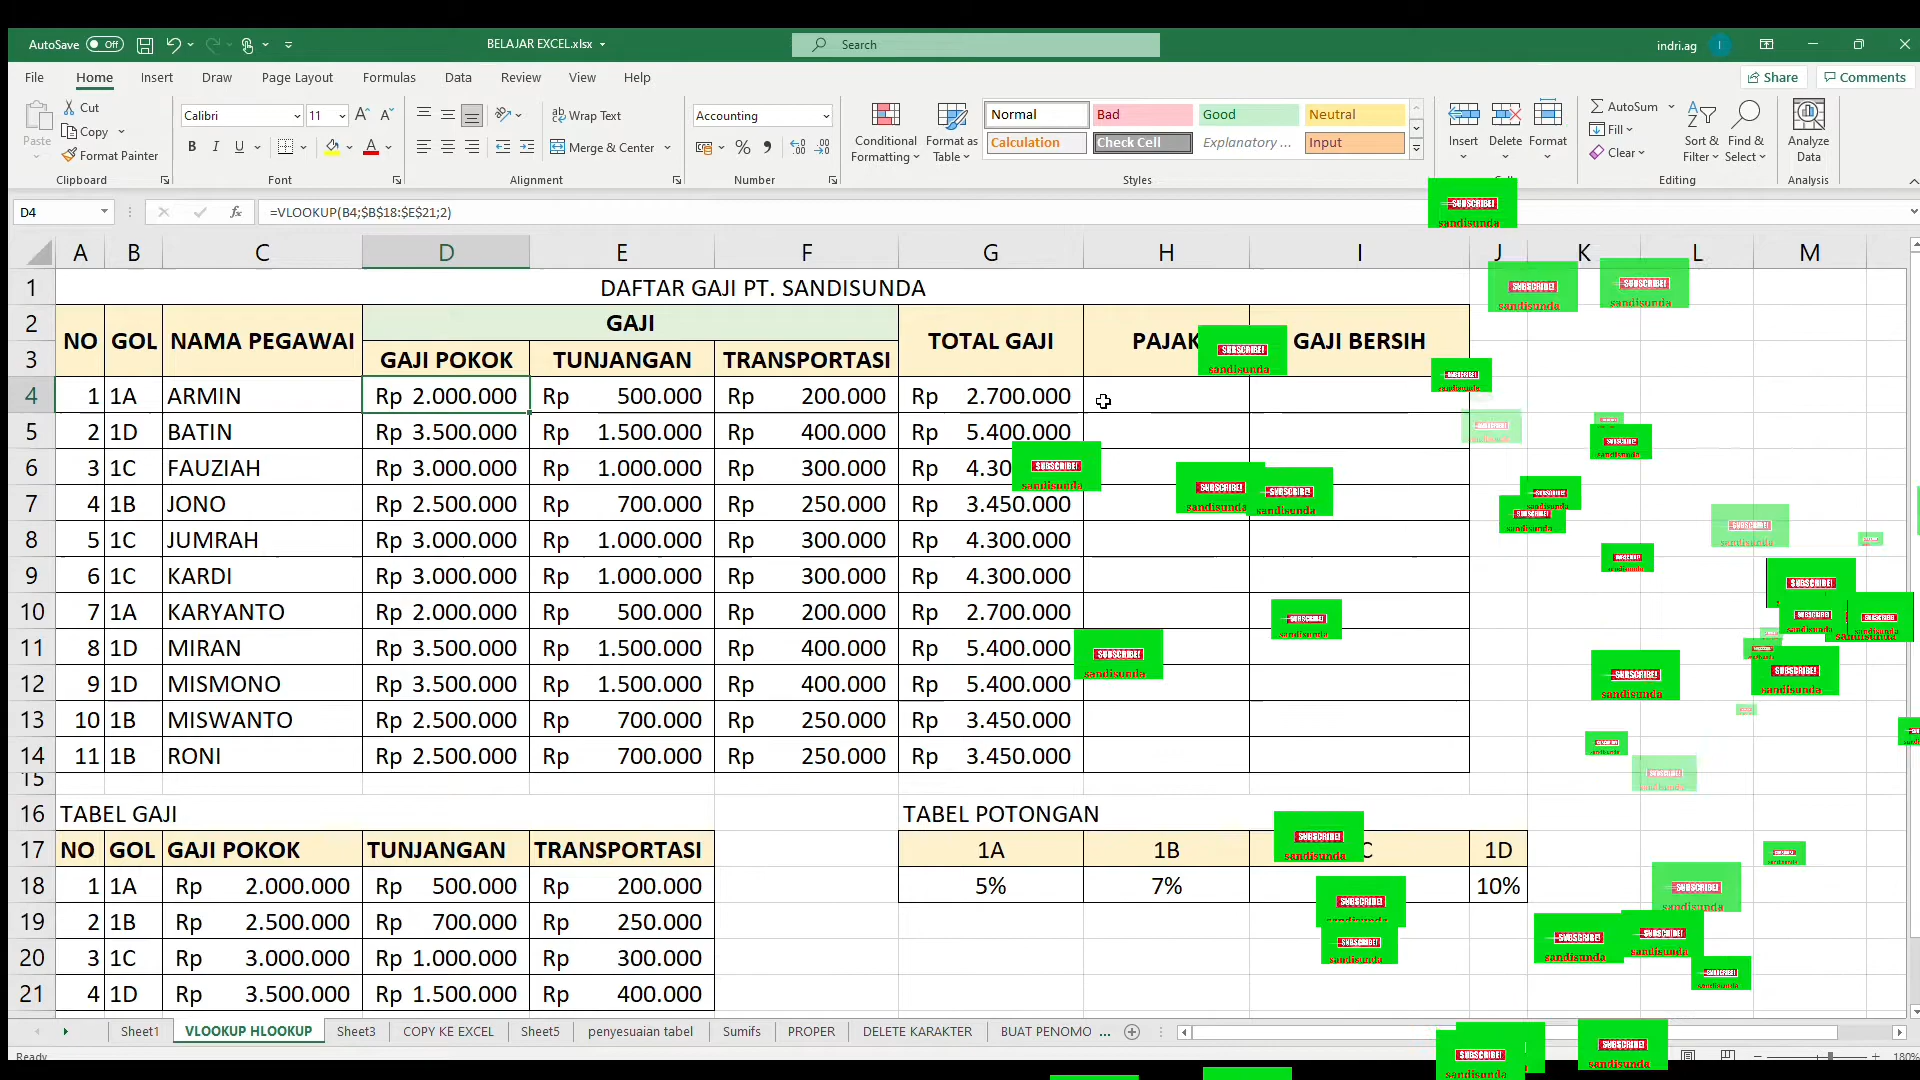 AutoSave Off
BELAJAR EXCEL.xlsx
Search
indri.ag
I
File Home Insert Draw Page Layout Formulas Data Review View Help
Share Comments
Paste
Cut
Copy
Format Painter
Calibri 11
B I U
Wrap Text
Merge & Center
Accounting
Conditional Formatting
Format as Table
Normal Bad Good Neutral
Calculation Check Cell Explanatory ... Input
Insert Delete Format
AutoSum
Fill
Clear
Sort & Filter
Find & Select
Analyze Data
Clipboard Font Alignment Number Styles Editing Analysis
D4 fx =VLOOKUP(B4;$B$18:$E$21;2)
A B C D E F G H I J K L M
1 DAFTAR GAJI PT. SANDISUNDA
2 NO GOL NAMA PEGAWAI GAJI TOTAL GAJI PAJAK GAJI BERSIH
3 GAJI POKOK TUNJANGAN TRANSPORTASI
4 1 1A ARMIN Rp 2.000.000 Rp 500.000 Rp 200.000 Rp 2.700.000
5 2 1D BATIN Rp 3.500.000 Rp 1.500.000 Rp 400.000 Rp 5.400.000
6 3 1C FAUZIAH Rp 3.000.000 Rp 1.000.000 Rp 300.000 Rp 4.30
7 4 1B JONO Rp 2.500.000 Rp 700.000 Rp 250.000 Rp 3.450.000
8 5 1C JUMRAH Rp 3.000.000 Rp 1.000.000 Rp 300.000 Rp 4.300.000
9 6 1C KARDI Rp 3.000.000 Rp 1.000.000 Rp 300.000 Rp 4.300.000
10 7 1A KARYANTO Rp 2.000.000 Rp 500.000 Rp 200.000 Rp 2.700.000
11 8 1D MIRAN Rp 3.500.000 Rp 1.500.000 Rp 400.000 Rp 5.400.000
12 9 1D MISMONO Rp 3.500.000 Rp 1.500.000 Rp 400.000 Rp 5.400.000
13 10 1B MISWANTO Rp 2.500.000 Rp 700.000 Rp 250.000 Rp 3.450.000
14 11 1B RONI Rp 2.500.000 Rp 700.000 Rp 250.000 Rp 3.450.000
15
16 TABEL GAJI TABEL POTONGAN
17 NO GOL GAJI POKOK TUNJANGAN TRANSPORTASI 1A 1B C 1D
18 1 1A Rp 2.000.000 Rp 500.000 Rp 200.000 5% 7% 10%
19 2 1B Rp 2.500.000 Rp 700.000 Rp 250.000
20 3 1C Rp 3.000.000 Rp 1.000.000 Rp 300.000
21 4 1D Rp 3.500.000 Rp 1.500.000 Rp 400.000
SUBSCRIBE!
sandisunda
Sheet1 VLOOKUP HLOOKUP Sheet3 COPY KE EXCEL Sheet5 penyesuaian tabel Sumifs PROPER DELETE KARAKTER BUAT PENOMO ...
Ready
180%